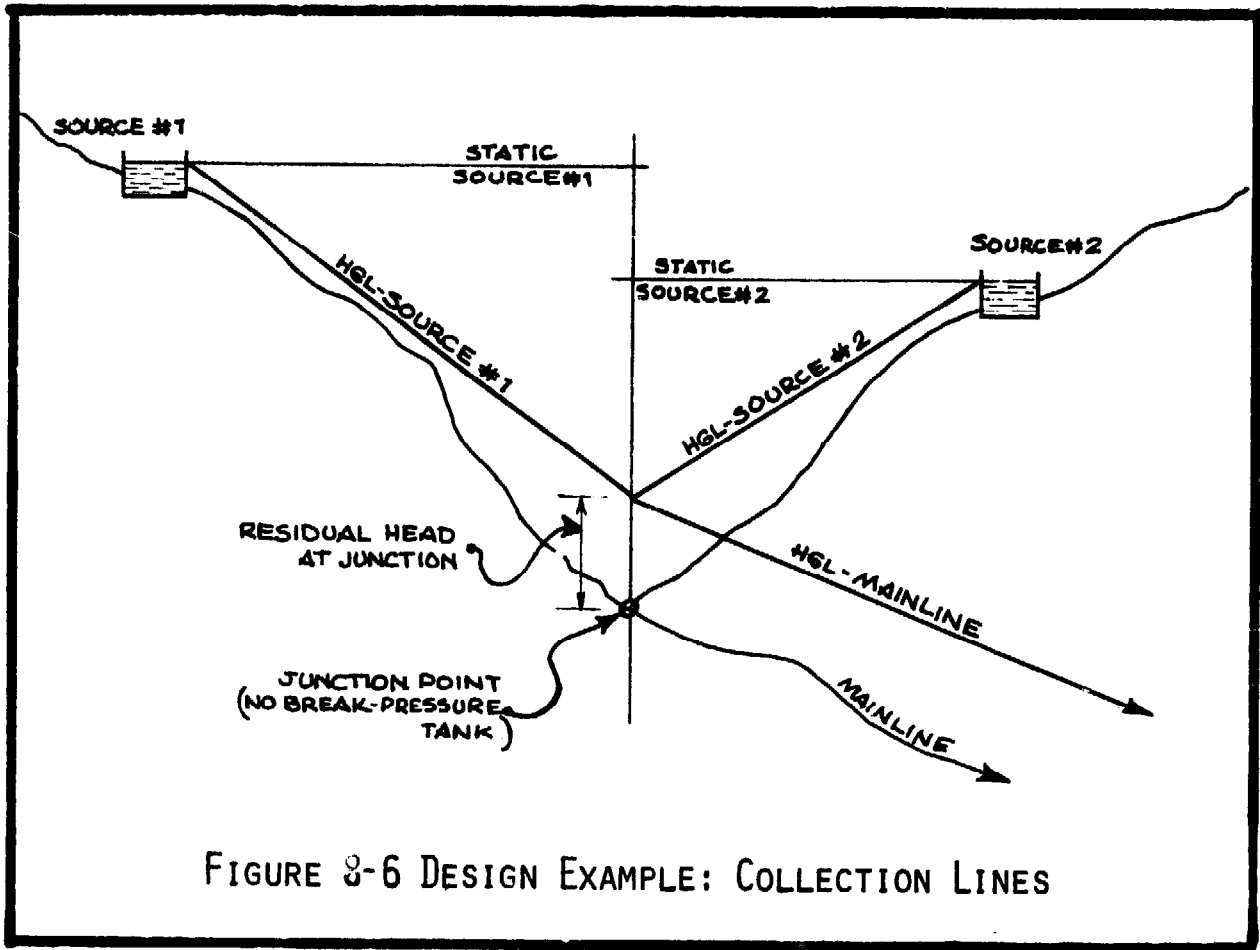 SOURCE #1
STATIC
SOURCE#1
SOURCE#2
STATIC
SOURCE#2
HGL-SOURCE #1
HGL-SOURCE #2
RESIDUAL HEAD
AT JUNCTION
HGL-MAINLINE
JUNCTION POINT
(NO BREAK-PRESSURE
TANK)
MAINLINE
FIGURE 8-6 DESIGN EXAMPLE: COLLECTION LINES